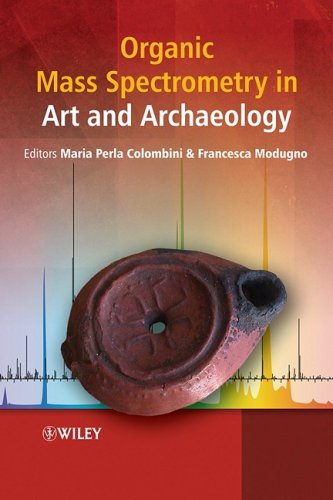 Organic
Mass Spectrometry in
Art and Archaeology
Editors Maria Perla Colombini & Francesca Modugno
WILEY